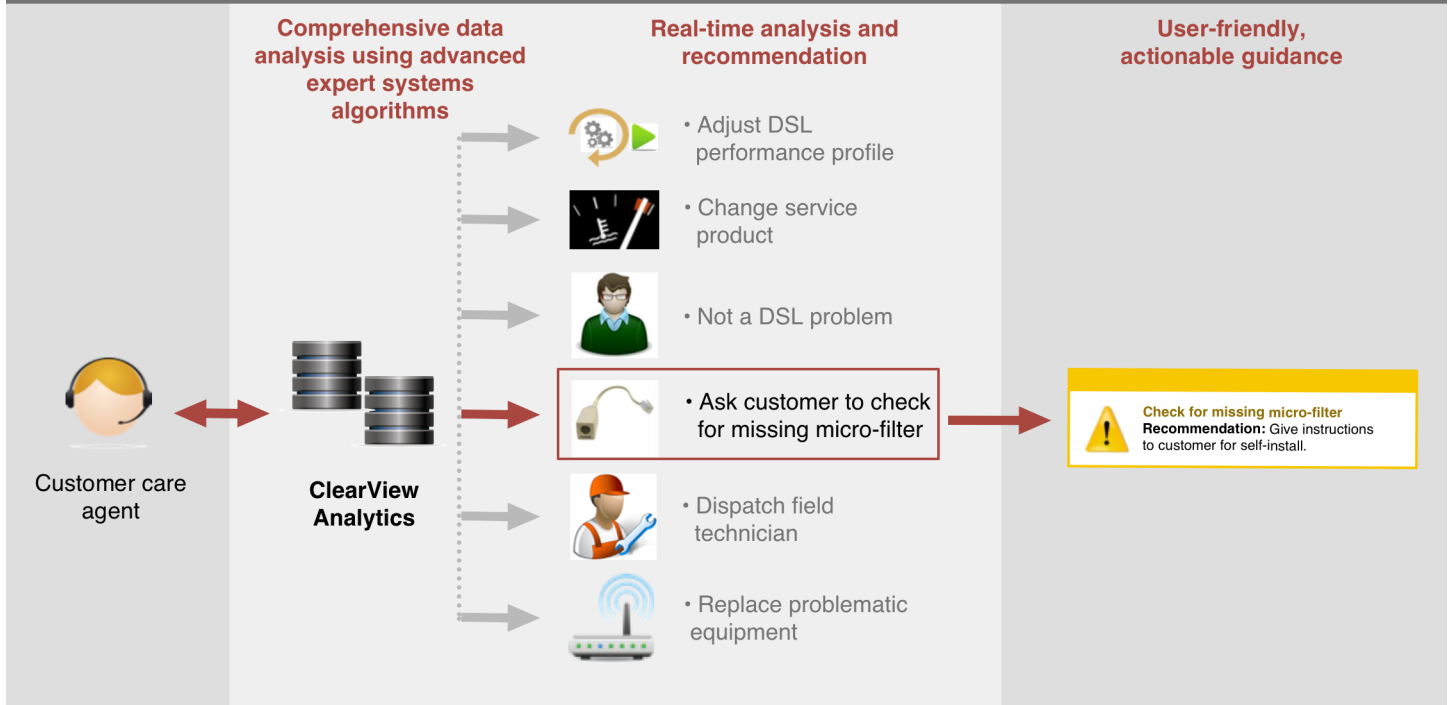 Comprehensive data
analysis using advanced
expert systems
algorithms
Real-time analysis and
recommendation
User-friendly,
actionable guidance
• Adjust DSL
performance profile
• Change service
product
• Not a DSL problem
• Ask customer to check
for missing micro-filter
• Dispatch field
technician
• Replace problematic
equipment
Customer care
agent
ClearView
Analytics
Check for missing micro-filter
Recommendation: Give instructions
to customer for self-install.